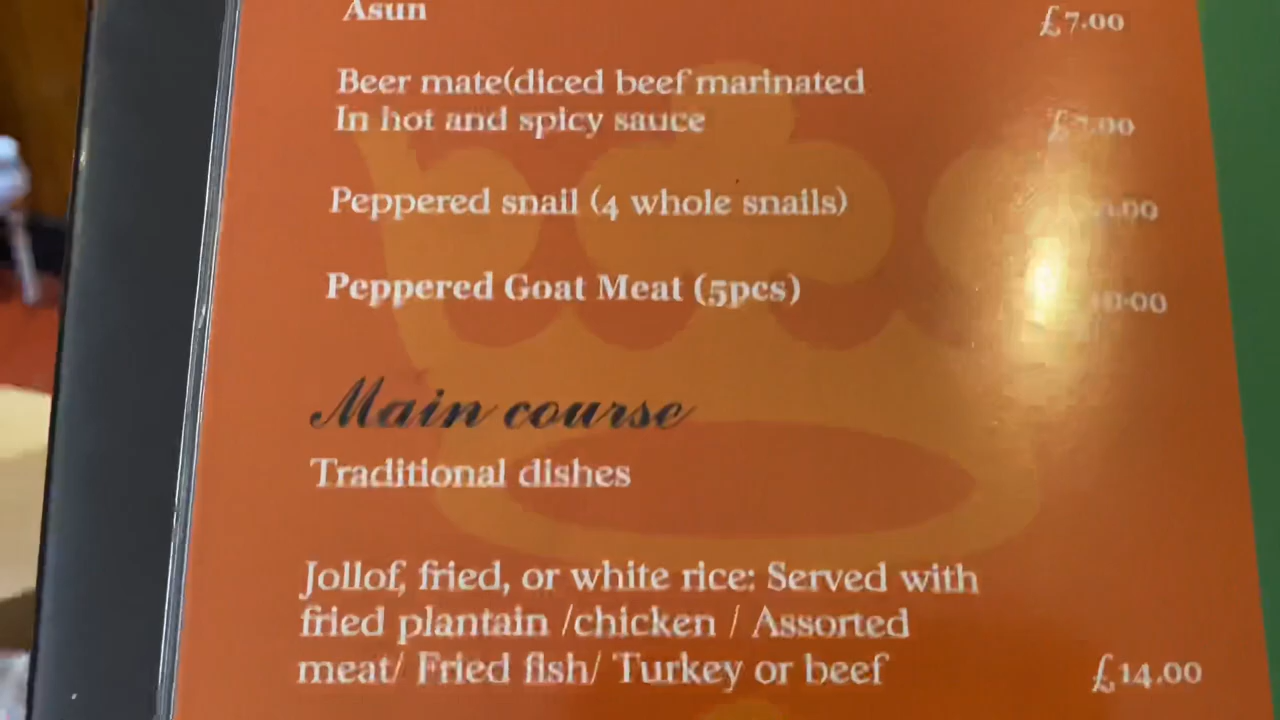 Asun £7.00
Beer mate(diced beef marinated
In hot and spicy sauce £7.00
Peppered snail (4 whole snails)
Peppered Goat Meat (5pcs)
Main course
Traditional dishes
Jollof, fried, or white rice: Served with
fried plantain /chicken / Assorted
meat/ Fried fish/ Turkey or beef £14.00